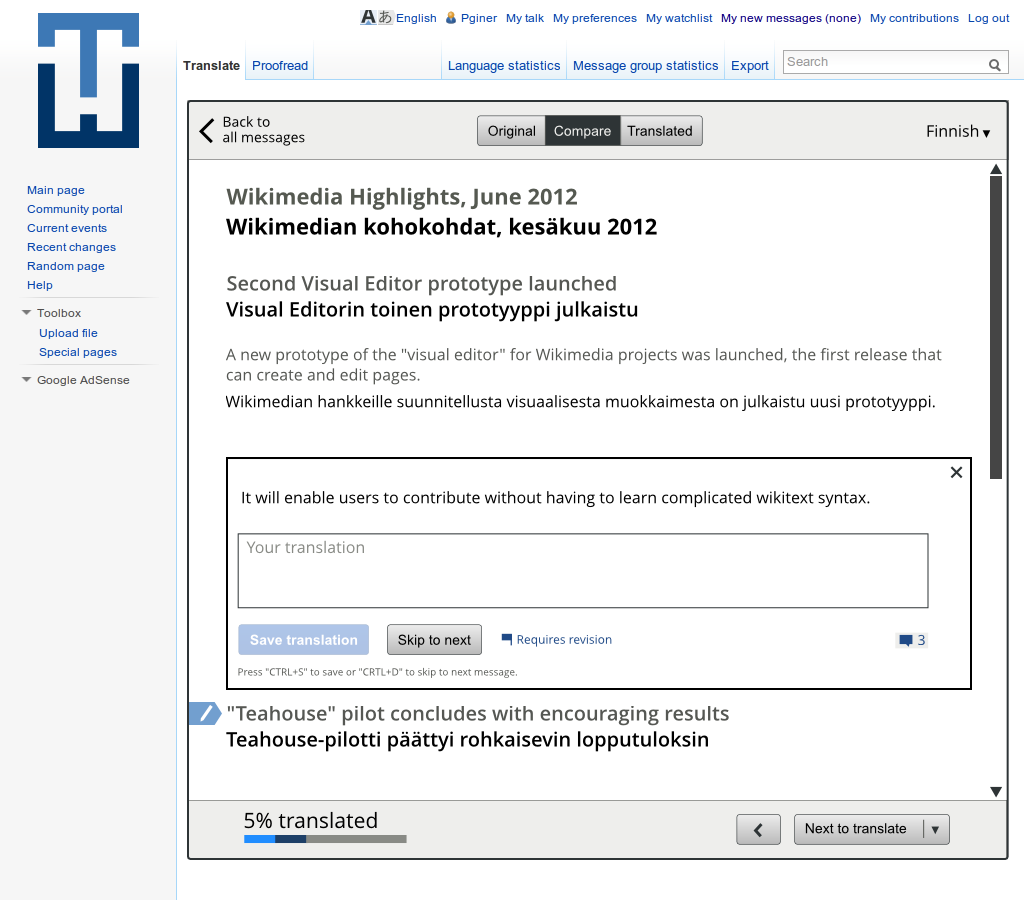 Aあ English Pginer My talk My preferences My watchlist My new messages (none) My contributions Log out
Translate Proofread Language statistics Message group statistics Export Search
Main page
Community portal
Current events
Recent changes
Random page
Help
Toolbox
Upload file
Special pages
Google AdSense
Back to
all messages
Original Compare Translated
Finnish
Wikimedia Highlights, June 2012
Wikimedian kohokohdat, kesäkuu 2012
Second Visual Editor prototype launched
Visual Editorin toinen prototyyppi julkaistu
A new prototype of the "visual editor" for Wikimedia projects was launched, the first release that
can create and edit pages.
Wikimedian hankkeille suunnitellusta visuaalisesta muokkaimesta on julkaistu uusi prototyyppi.
It will enable users to contribute without having to learn complicated wikitext syntax.
Your translation
Save translation Skip to next Requires revision 3
Press "CTRL+S" to save or "CRTL+D" to skip to next message.
"Teahouse" pilot concludes with encouraging results
Teahouse-pilotti päättyi rohkaisevin lopputuloksin
5% translated
Next to translate